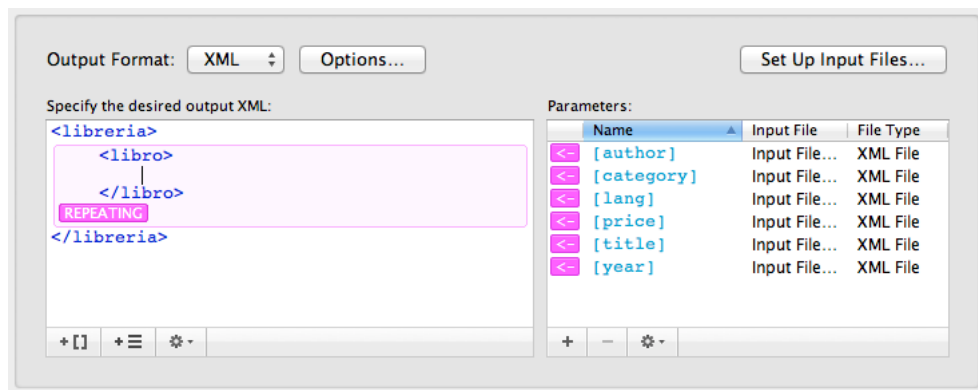 Output Format: XML Options... Set Up Input Files...
Specify the desired output XML:
<libreria>
<libro>
</libro>
REPEATING
</libreria>
+[] +
Parameters:
Name Input File File Type
<- [author] Input File... XML File
<- [category] Input File... XML File
<- [lang] Input File... XML File
<- [price] Input File... XML File
<- [title] Input File... XML File
<- [year] Input File... XML File
+ −